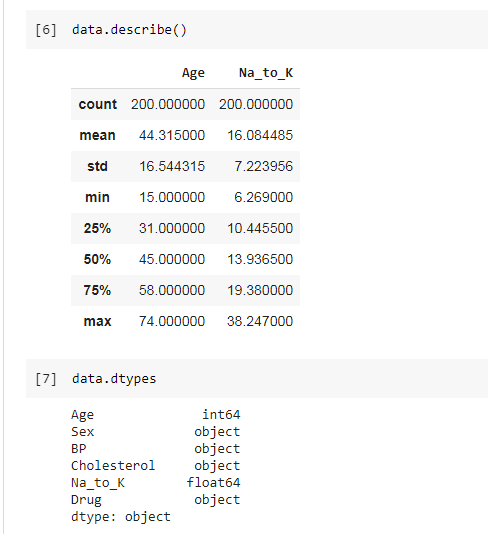 [6] data.describe()
Age Na_to_K
count 200.000000 200.000000
mean 44.315000 16.084485
std 16.544315 7.223956
min 15.000000 6.269000
25% 31.000000 10.445500
50% 45.000000 13.936500
75% 58.000000 19.380000
max 74.000000 38.247000
[7] data.dtypes
Age int64
Sex object
BP object
Cholesterol object
Na_to_K float64
Drug object
dtype: object